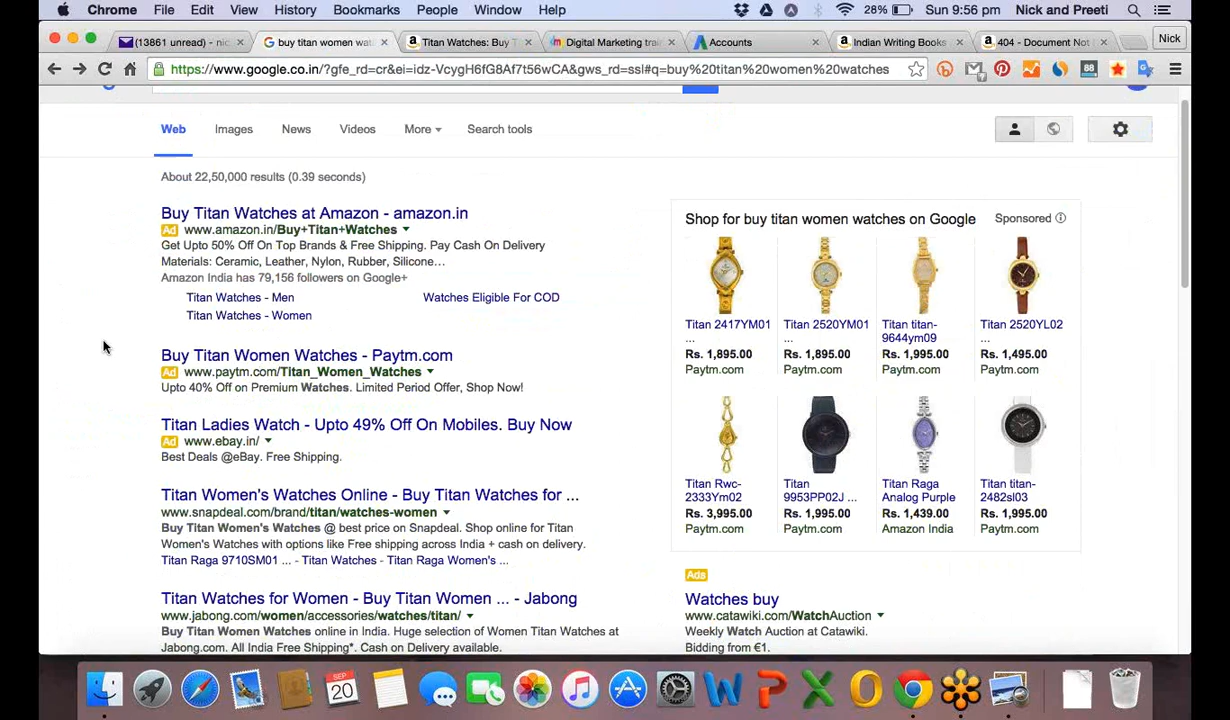 Chrome File Edit View History Bookmarks People Window Help 28% Sun 9:56 pm Nick and Preeti
(13861 unread) - nic
buy titan women wat
Titan Watches: Buy T
Digital Marketing trai
Accounts
Indian Writing Books
404 - Document Not
Nick
https://www.google.co.in/?gfe_rd=cr&ei=idz-VcygH6fG8Af7t56wCA&gws_rd=ssl#q=buy%20titan%20women%20watches
88
Web Images News Videos More Search tools
About 22,50,000 results (0.39 seconds)
Buy Titan Watches at Amazon - amazon.in
Ad www.amazon.in/Buy+Titan+Watches
Get Upto 50% Off On Top Brands & Free Shipping. Pay Cash On Delivery
Materials: Ceramic, Leather, Nylon, Rubber, Silicone…
Amazon India has 79,156 followers on Google+
Titan Watches - Men Watches Eligible For COD
Titan Watches - Women
Buy Titan Women Watches - Paytm.com
Ad www.paytm.com/Titan_Women_Watches
Upto 40% Off on Premium Watches. Limited Period Offer, Shop Now!
Titan Ladies Watch - Upto 49% Off On Mobiles. Buy Now
Ad www.ebay.in/
Best Deals @eBay. Free Shipping.
Titan Women's Watches Online - Buy Titan Watches for ...
www.snapdeal.com/brand/titan/watches-women
Buy Titan Women's Watches @ best price on Snapdeal. Shop online for Titan
Women's Watches with options like Free shipping across India + cash on delivery.
Titan Raga 9710SM01 ... - Titan Watches - Titan Raga Women's ...
Titan Watches for Women - Buy Titan Women ... - Jabong
www.jabong.com/women/accessories/watches/titan/
Buy Titan Women Watches online in India. Huge selection of Women Titan Watches at
Jabong.com. All India Free Shipping*. Cash on Delivery available.
Shop for buy titan women watches on Google Sponsored
Titan 2417YM01
...
Rs. 1,895.00
Paytm.com
Titan 2520YM01
...
Rs. 1,895.00
Paytm.com
Titan titan-
9644ym09
Rs. 1,995.00
Paytm.com
Titan 2520YL02
...
Rs. 1,495.00
Paytm.com
Titan Rwc-
2333Ym02
Rs. 3,995.00
Paytm.com
Titan
9953PP02J ...
Rs. 1,995.00
Paytm.com
Titan Raga
Analog Purple
Rs. 1,439.00
Amazon India
Titan titan-
2482sl03
Rs. 1,995.00
Paytm.com
Ads
Watches buy
www.catawiki.com/WatchAuction
Weekly Watch Auction at Catawiki.
Bidding from €1.
SEP
20